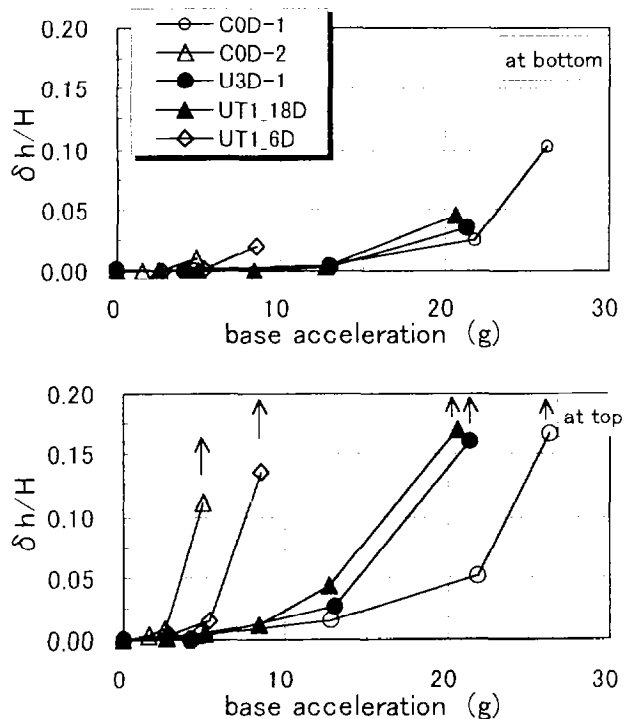 C0D-1
C0D-2
U3D-1
UT1_18D
UT1_6D
at bottom
0.20
0.15
0.10
0.05
0.00
δh/H
0 10 20 30
base acceleration (g)
0.20
0.15
0.10
0.05
0.00
δh/H
at top
0 10 20 30
base acceleration (g)